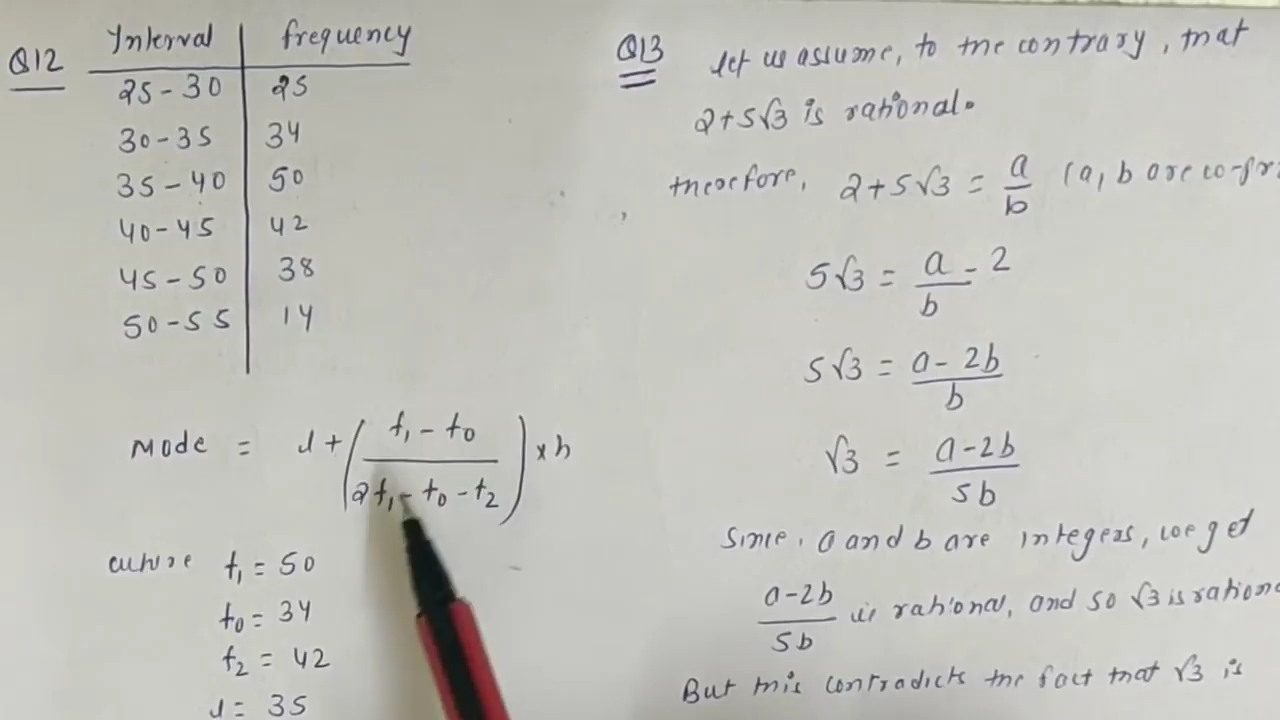 Q12
Interval frequency
25-30 25
30-35 34
35-40 50
40-45 42
45-50 38
50-55 14
Mode = l + ( f₁ - f₀ / 2f₁ - f₀ - f₂ ) × h
where f₁ = 50
f₀ = 34
f₂ = 42
l = 35
Q13
let us assume, to the contrary, that
2+5√3 is rational.
therefore, 2+5√3 = a/b (a, b are co-pr
5√3 = a/b - 2
5√3 = a-2b/b
√3 = a-2b/5b
Since, a and b are integers, we get
a-2b/5b is rational, and so √3 is rationa
But this contradicts the fact that √3 is